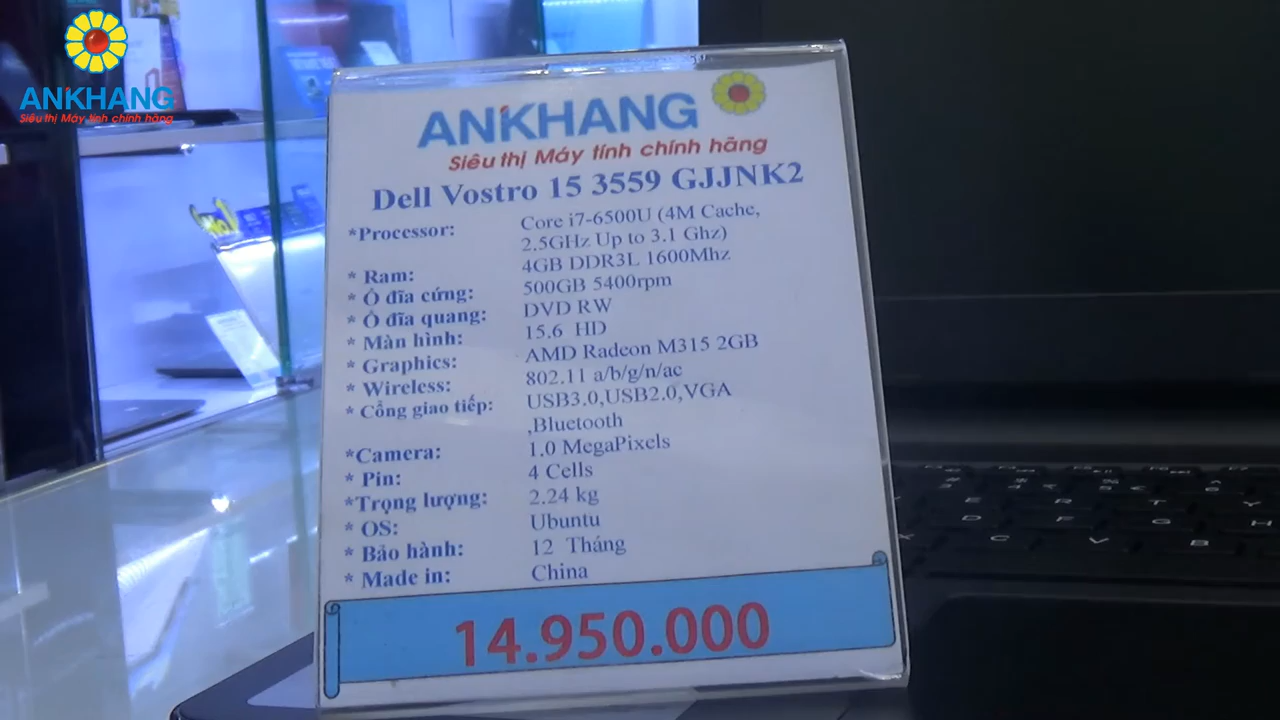 ANKHANG
Siêu thị Máy tính chính hãng
ANKHANG
Siêu thị Máy tính chính hãng
Dell Vostro 15 3559 GJJNK2
*Processor: Core i7-6500U (4M Cache,
2.5GHz Up to 3.1 Ghz)
* Ram: 4GB DDR3L 1600Mhz
* Ô đĩa cứng: 500GB 5400rpm
* Ô đĩa quang: DVD RW
* Màn hình: 15.6 HD
* Graphics: AMD Radeon M315 2GB
* Wireless: 802.11 a/b/g/n/ac
* Cổng giao tiếp: USB3.0,USB2.0,VGA
,Bluetooth
*Camera: 1.0 MegaPixels
* Pin: 4 Cells
*Trọng lượng: 2.24 kg
* OS: Ubuntu
* Bảo hành: 12 Tháng
* Made in: China
14.950.000
E R
D F G H
C V B